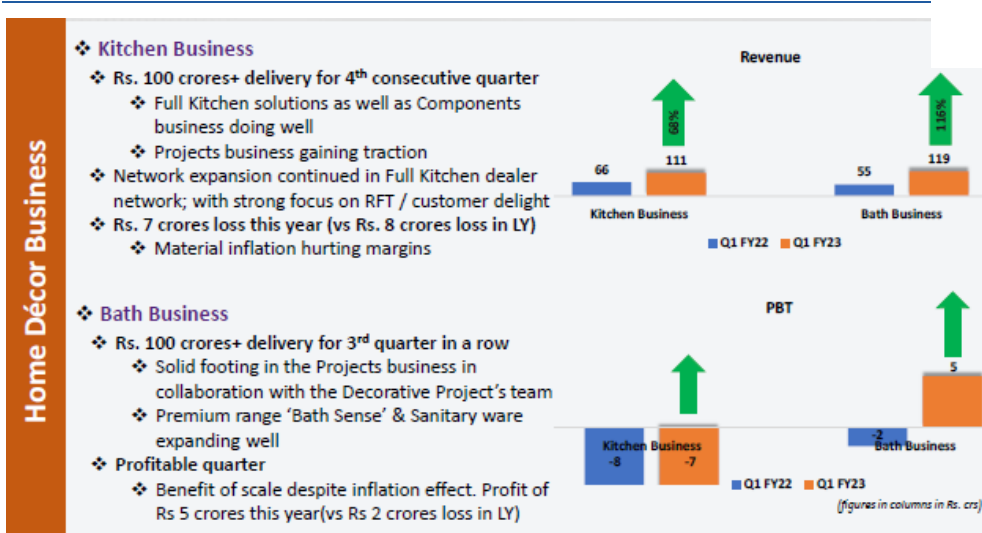 Home Décor Business
❖ Kitchen Business
❖ Rs. 100 crores+ delivery for 4th consecutive quarter
❖ Full Kitchen solutions as well as Components
business doing well
❖ Projects business gaining traction
❖ Network expansion continued in Full Kitchen dealer
network; with strong focus on RFT / customer delight
❖ Rs. 7 crores loss this year (vs Rs. 8 crores loss in LY)
❖ Material inflation hurting margins
❖ Bath Business
❖ Rs. 100 crores+ delivery for 3rd quarter in a row
❖ Solid footing in the Projects business in
collaboration with the Decorative Project's team
❖ Premium range 'Bath Sense' & Sanitary ware
expanding well
❖ Profitable quarter
❖ Benefit of scale despite inflation effect. Profit of
Rs 5 crores this year(vs Rs 2 crores loss in LY)
Revenue
68%
116%
66
111
55
119
Kitchen Business
Bath Business
Q1 FY22
Q1 FY23
PBT
5
Kitchen Business
-8
-7
-2
Bath Business
Q1 FY22
Q1 FY23
(figures in columns in Rs. crs)